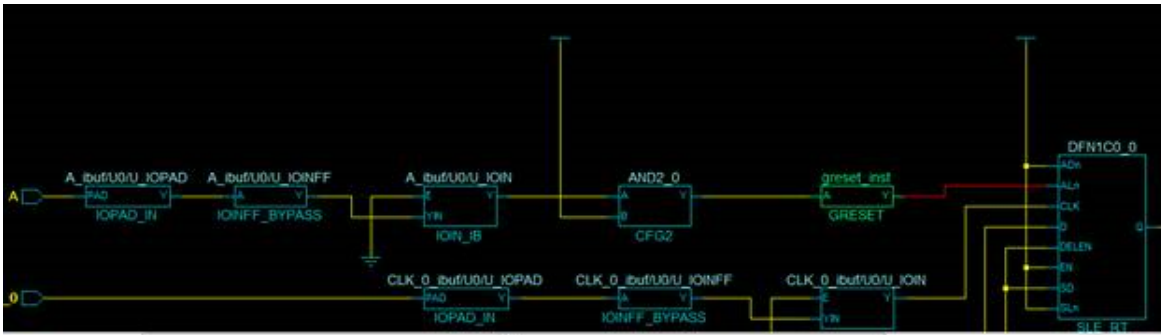 DFN1C0_0
A_ibuf/U0/U_IOPAD A_ibuf/U0/U_IOINFF A_ibuf/U0/U_IOIN AND2_0 greset_inst
ADn
ALn
CLK
D
DELEN
EN
SD
SLn
Q
A PAD Y A Y E Y YIN A Y B A Y
IOPAD_IN IOINFF_BYPASS IOIN_IB CFG2 GRESET
CLK_0_ibuf/U0/U_IOPAD CLK_0_ibuf/U0/U_IOINFF CLK_0_ibuf/U0/U_IOIN
_0 PAD Y A Y E Y YIN
IOPAD_IN IOINFF_BYPASS
SLE_RT